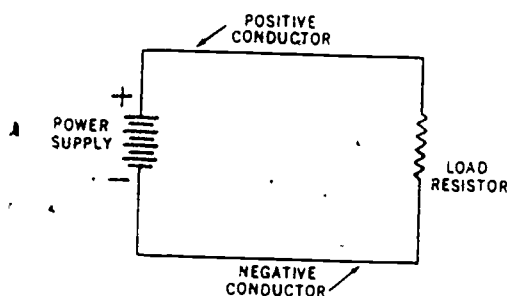 POSITIVE
CONDUCTOR
+
POWER
SUPPLY
−
LOAD
RESISTOR
NEGATIVE
CONDUCTOR